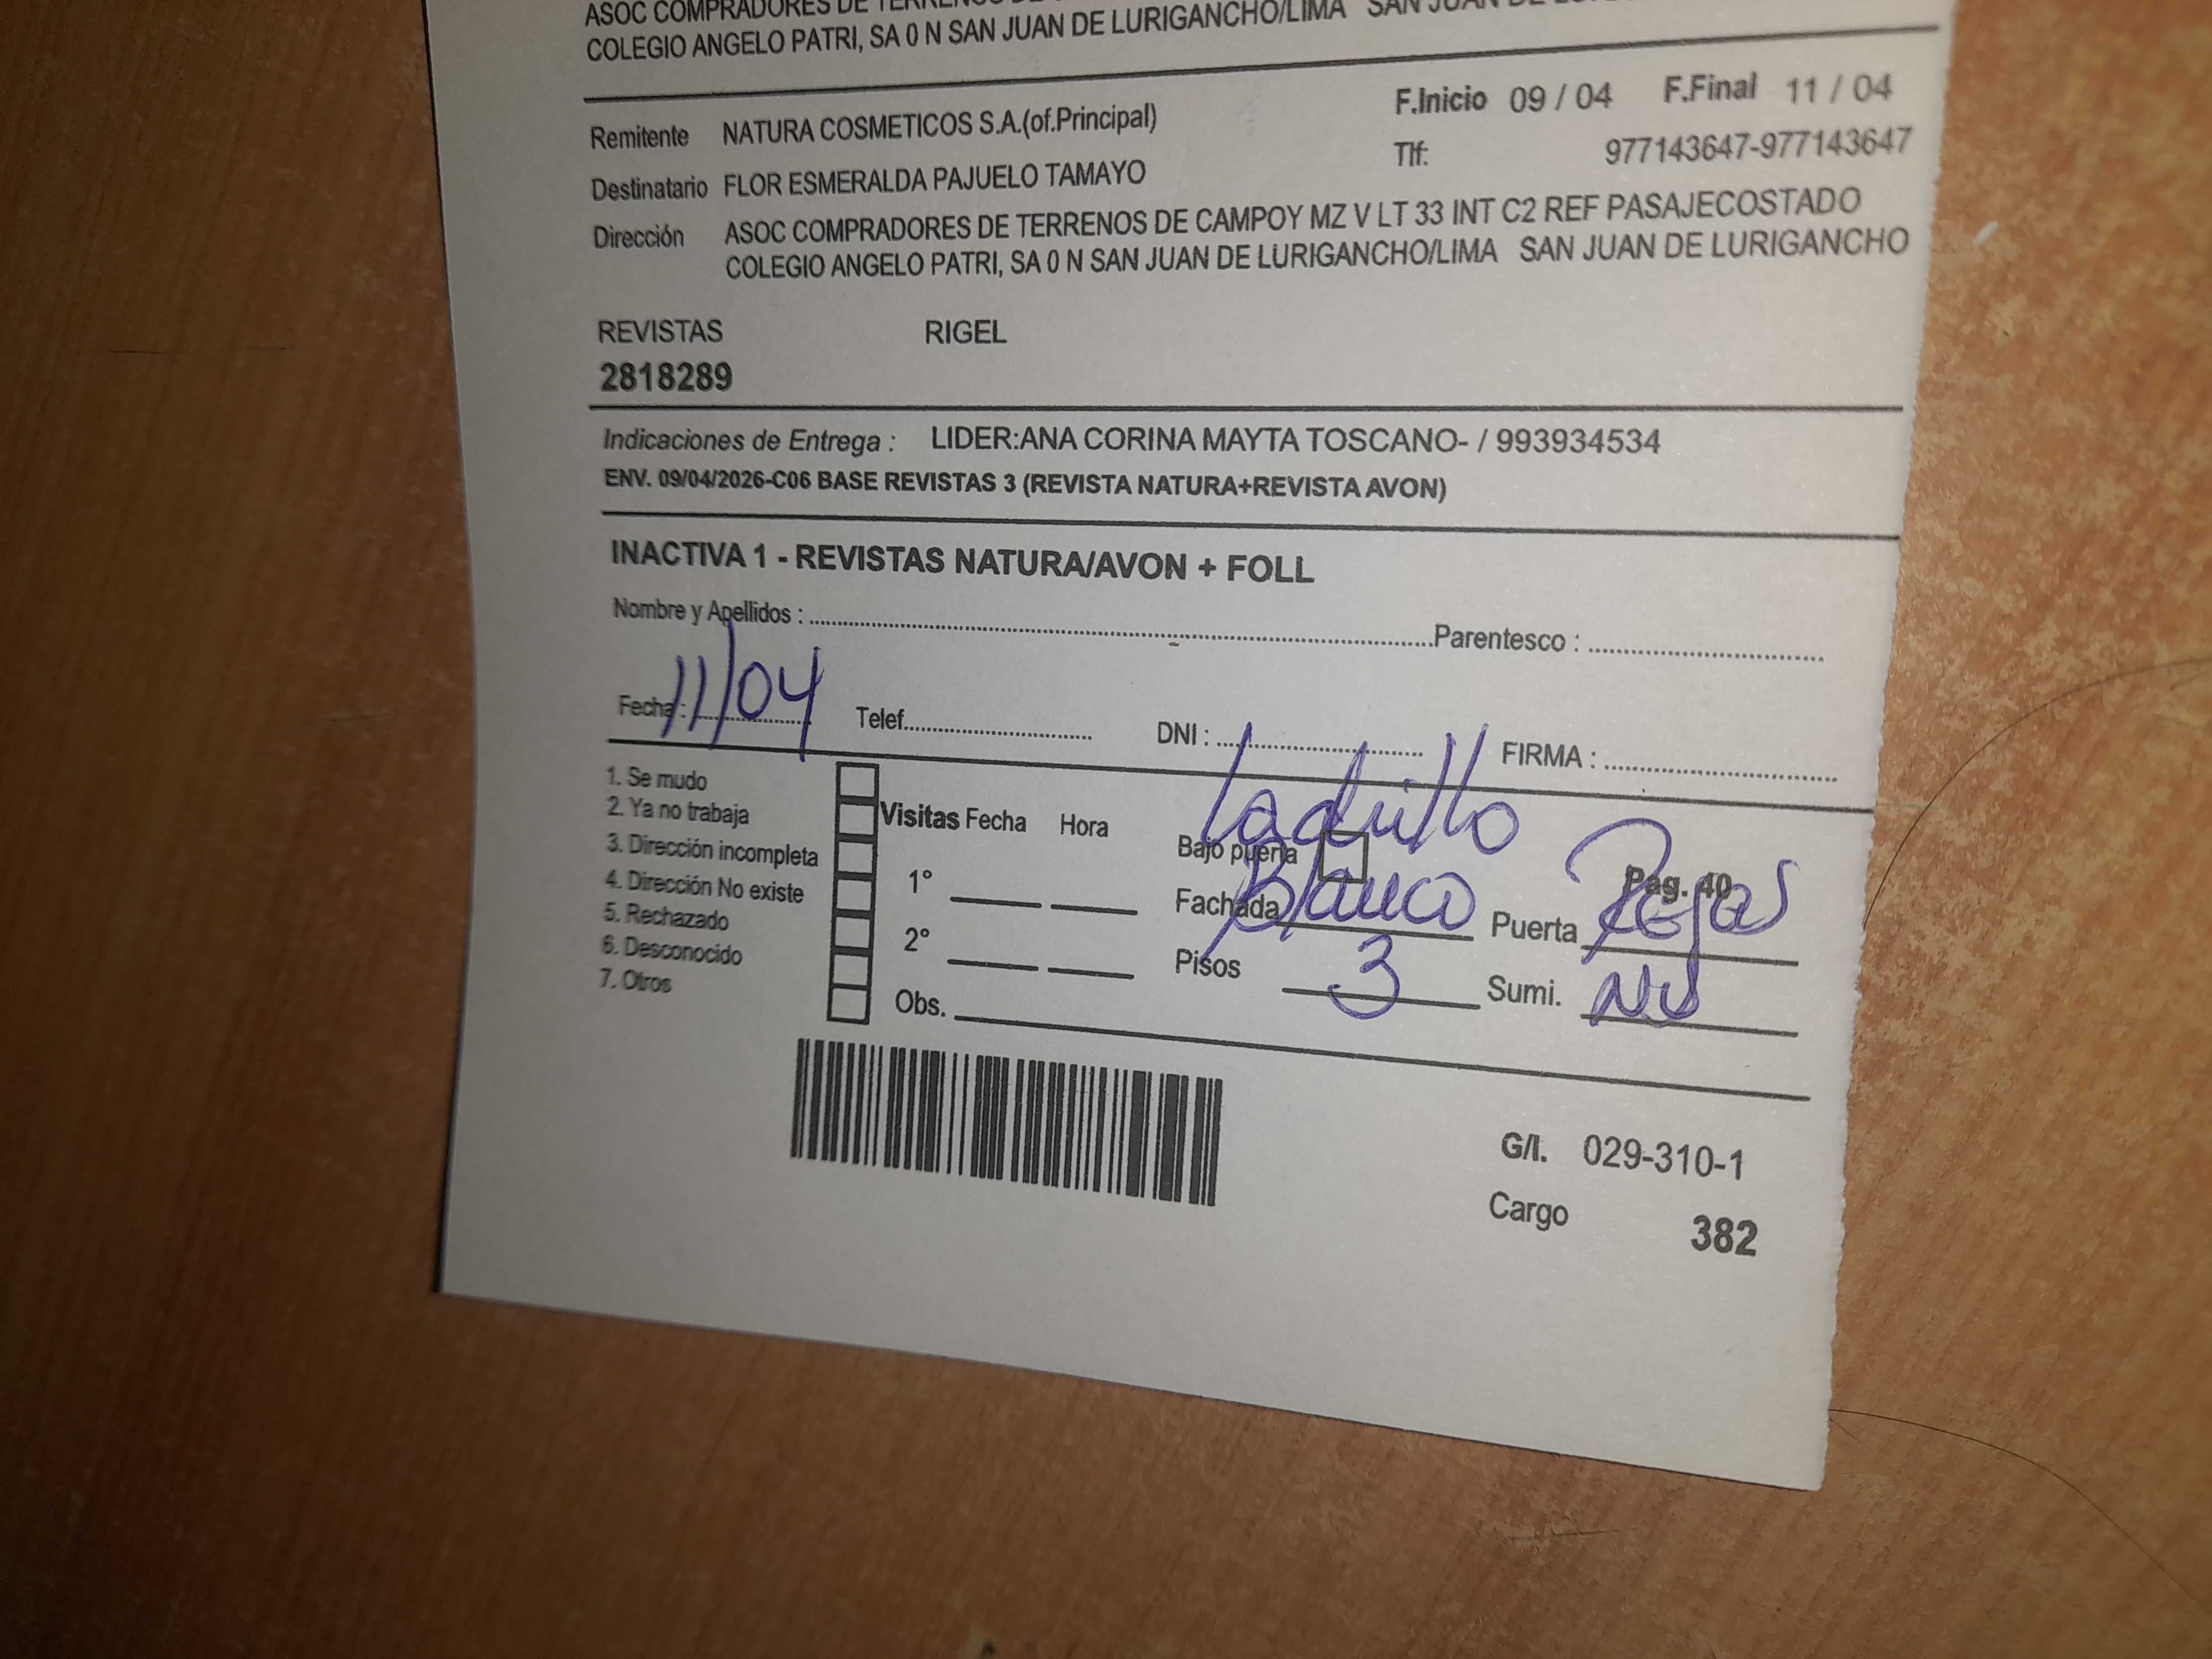 ASOC COMPRADORES DE
COLEGIO ANGELO PATRI, SA 0 N SAN JUAN DE LURIGANCHO/LIMA SAN JUAN DE
Remitente NATURA COSMETICOS S.A.(of.Principal) F.Inicio 09 / 04 F.Final 11 / 04
Tlf: 977143647-977143647
Destinatario FLOR ESMERALDA PAJUELO TAMAYO
Dirección ASOC COMPRADORES DE TERRENOS DE CAMPOY MZ V LT 33 INT C2 REF PASAJECOSTADO
COLEGIO ANGELO PATRI, SA 0 N SAN JUAN DE LURIGANCHO/LIMA SAN JUAN DE LURIGANCHO
REVISTAS RIGEL
2818289
Indicaciones de Entrega : LIDER:ANA CORINA MAYTA TOSCANO- / 993934534
ENV. 09/04/2026-C06 BASE REVISTAS 3 (REVISTA NATURA+REVISTA AVON)
INACTIVA 1 - REVISTAS NATURA/AVON + FOLL
Nombre y Apellidos : Parentesco :
Fecha : 11/04 Telef. DNI : FIRMA :
1. Se mudo
2. Ya no trabaja
3. Dirección incompleta
4. Dirección No existe
5. Rechazado
6. Desconocido
7. Otros
Visitas Fecha Hora
1°
2°
Obs.
Ladrillo
Bajo puerta
Pag. 40
Fachada Blanco Puerta Rejas
Pisos 3 Sumi.
G/I. 029-310-1
Cargo 382